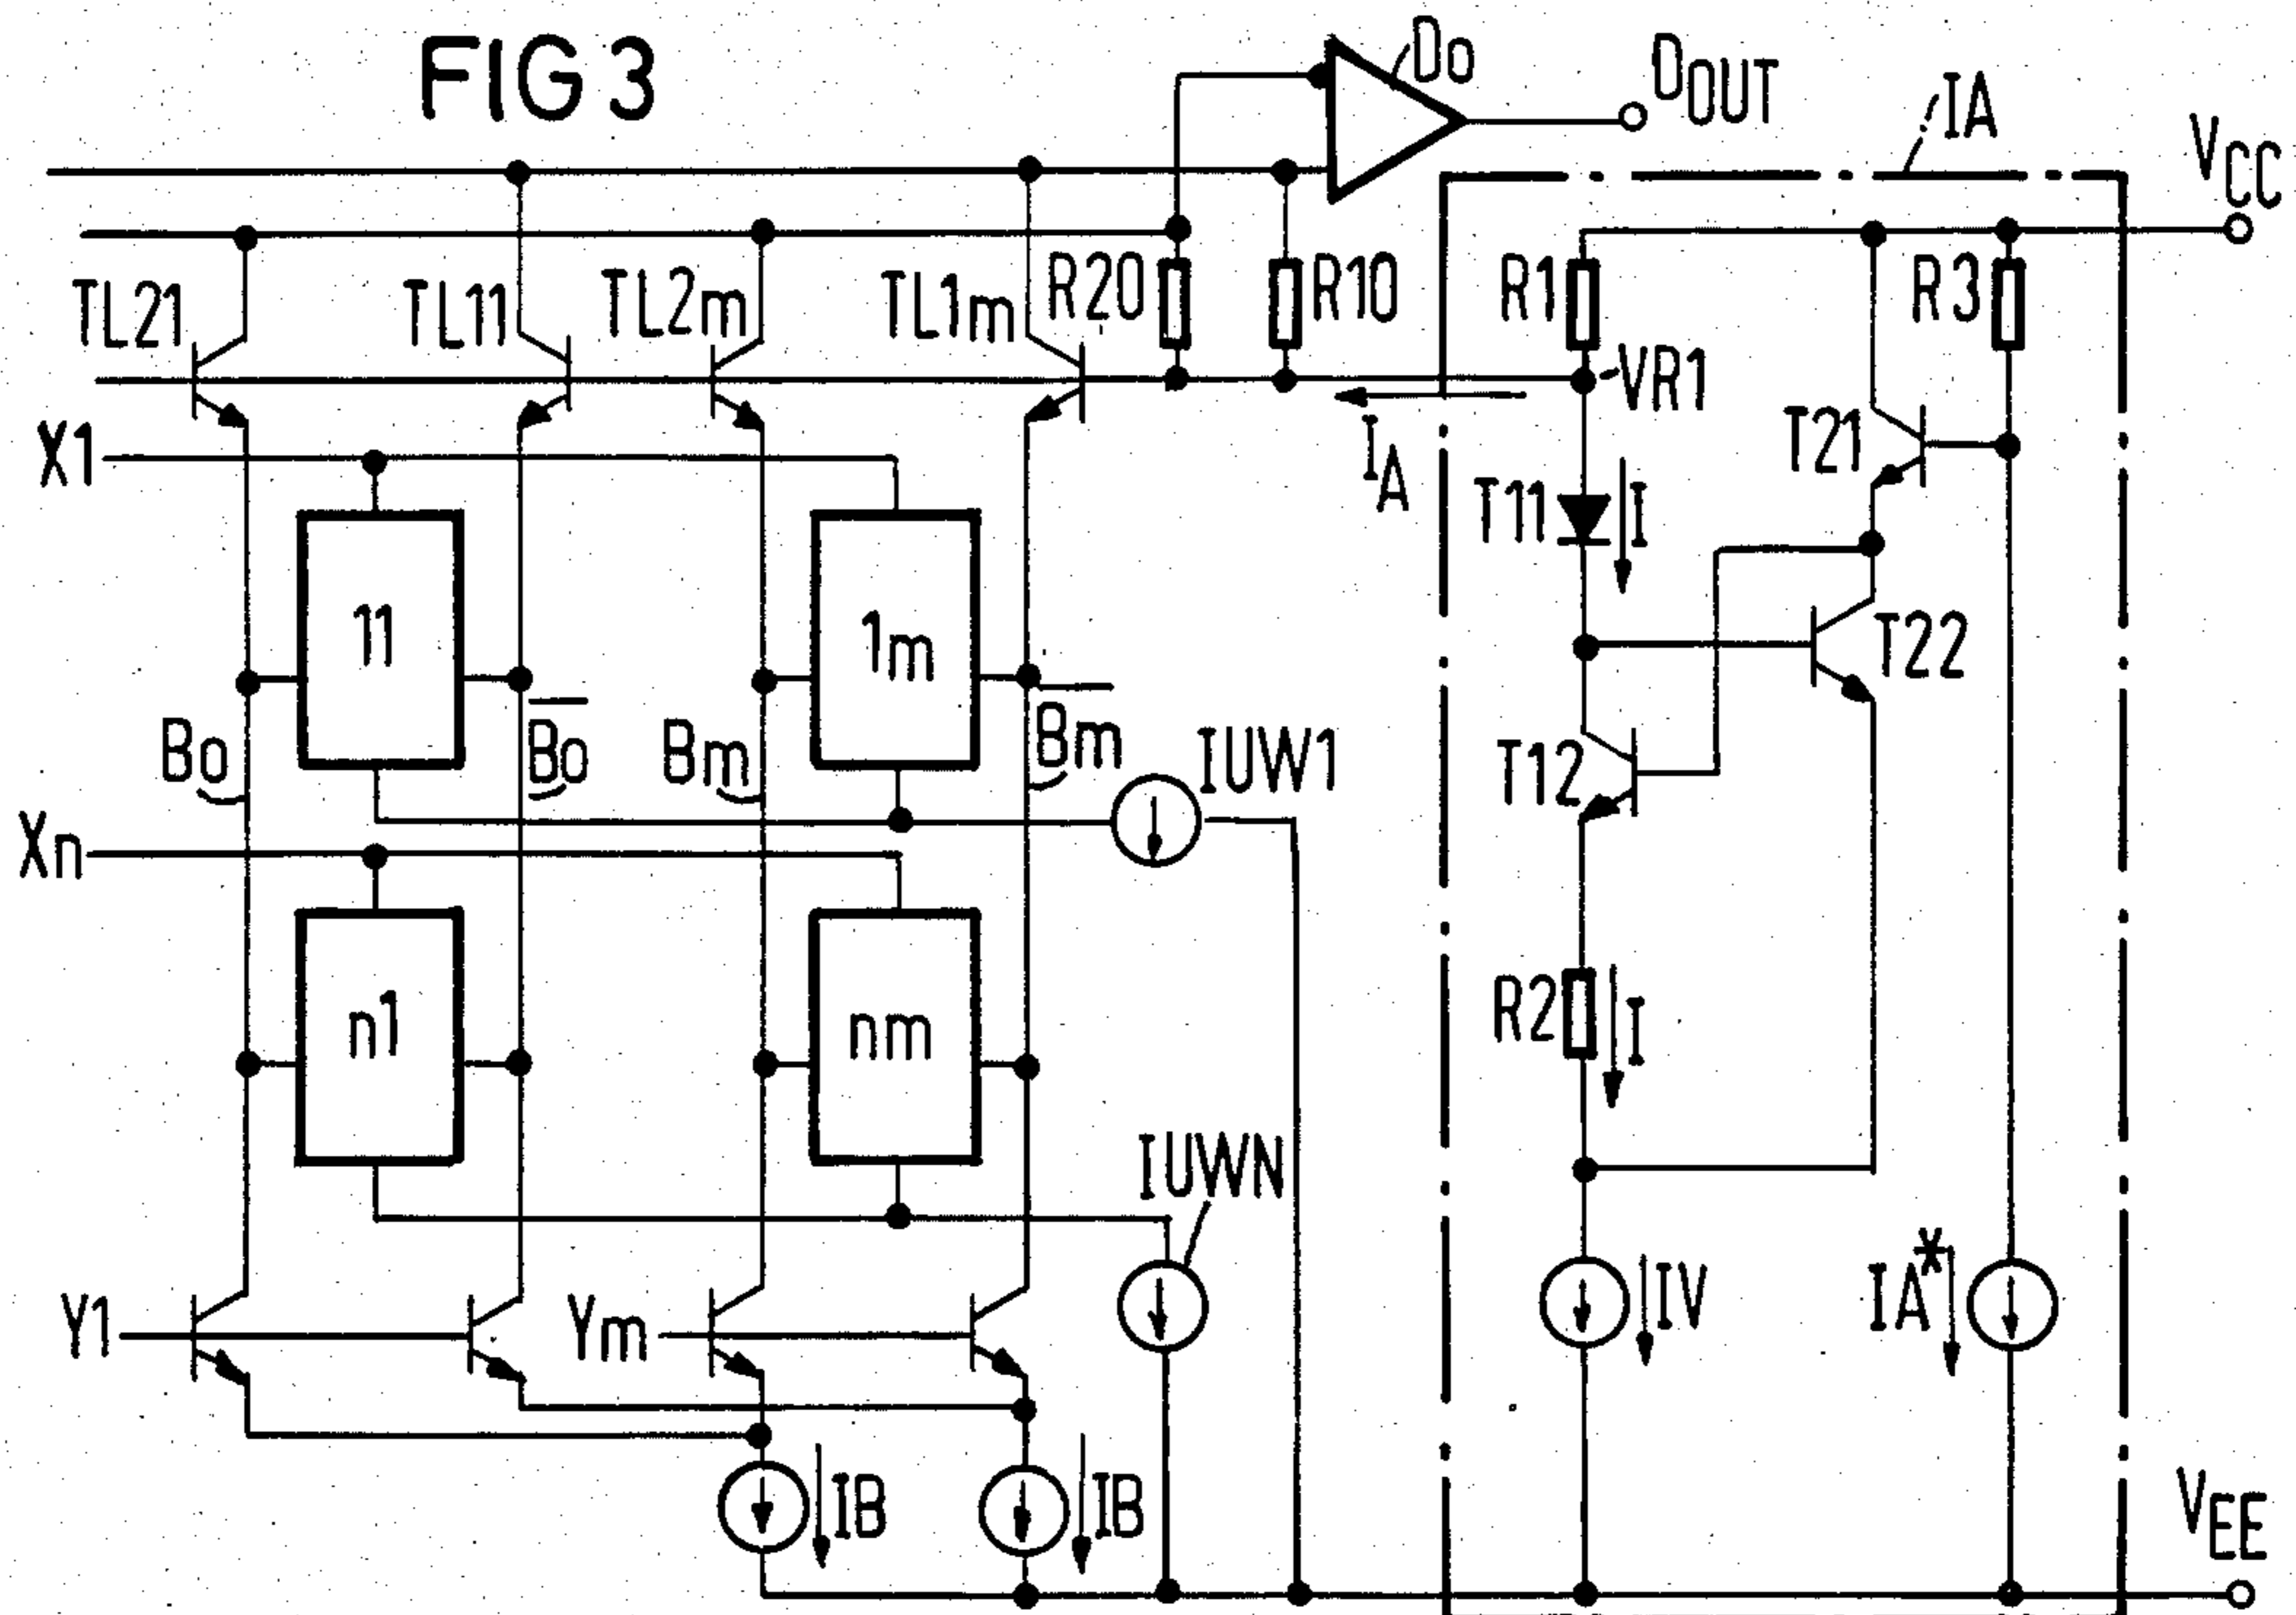 FIG 3
Do
DOUT
IA
VCC
TL21
TL11
TL2m
TL1m
R20
R10
R1
R3
VR1
IA
X1
T11
I
T21
11
1m
T22
Bo
B̅o̅
Bm
B̅m̅
IUW1
T12
Xn
n1
nm
R2
I
IUWN
Y1
Ym
IV
IA*
IB
IB
VEE